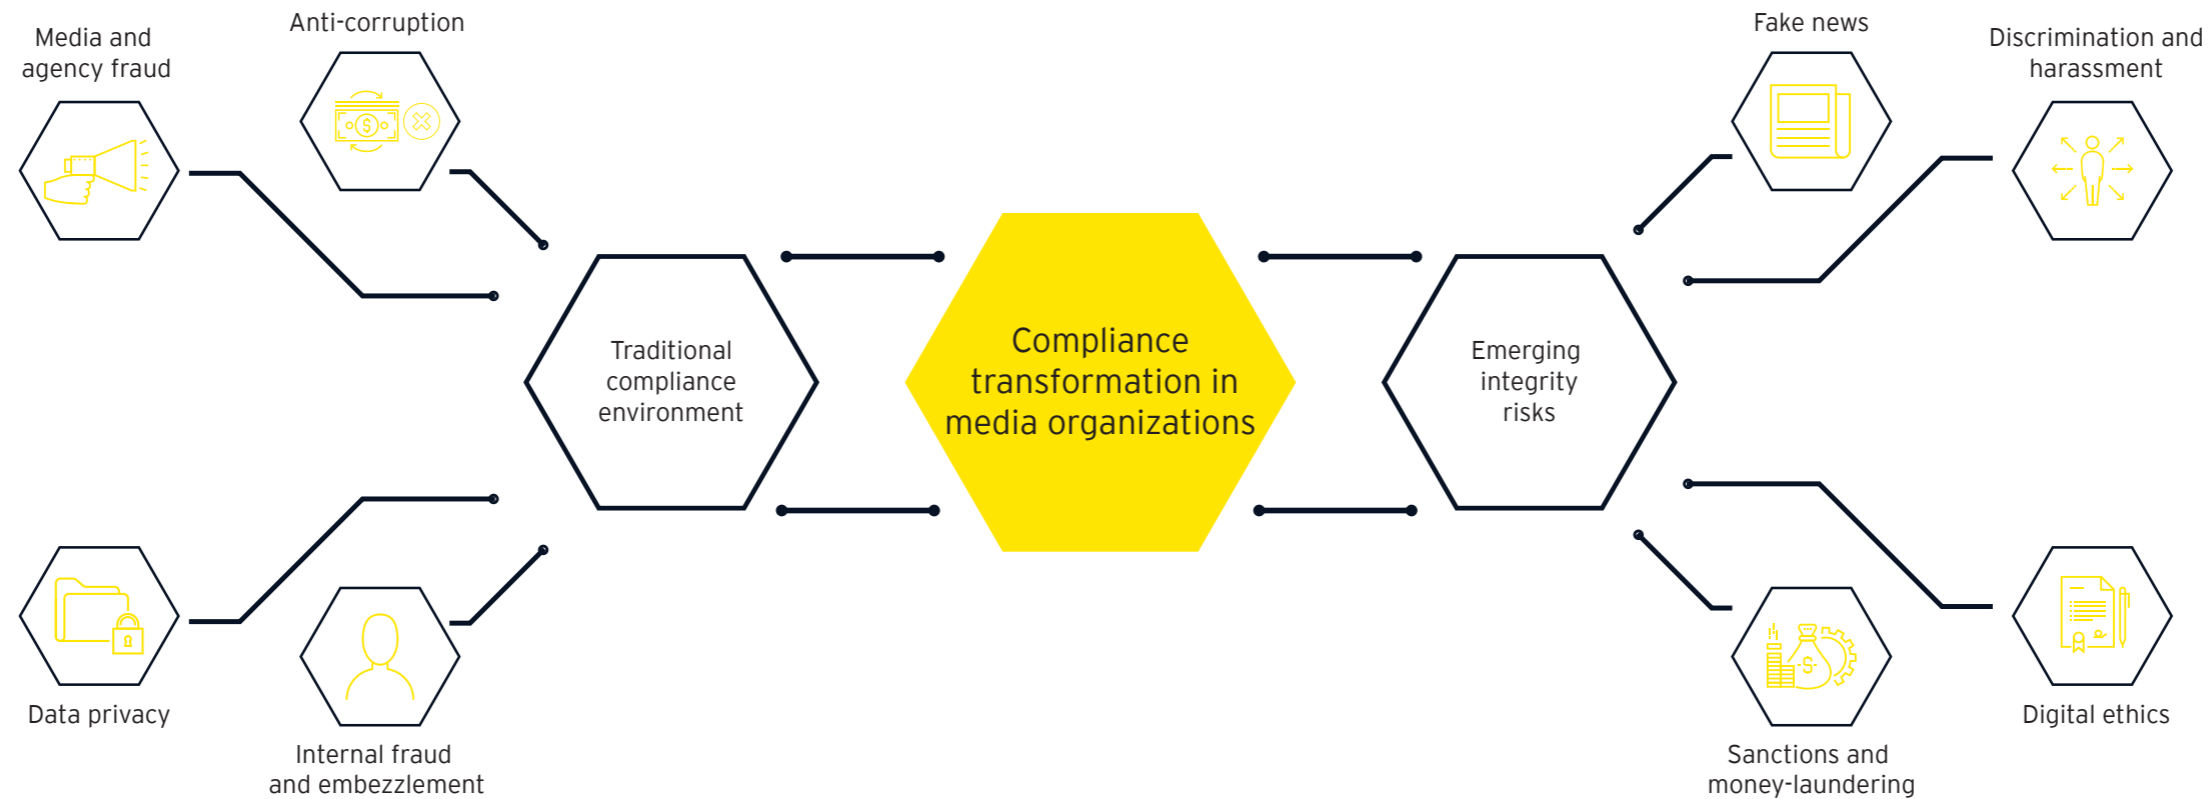 Media and
agency fraud
Anti-corruption
Fake news
Discrimination and
harassment
Traditional
compliance
environment
Compliance
transformation in
media organizations
Emerging
integrity
risks
Data privacy
Internal fraud
and embezzlement
Sanctions and
money-laundering
Digital ethics